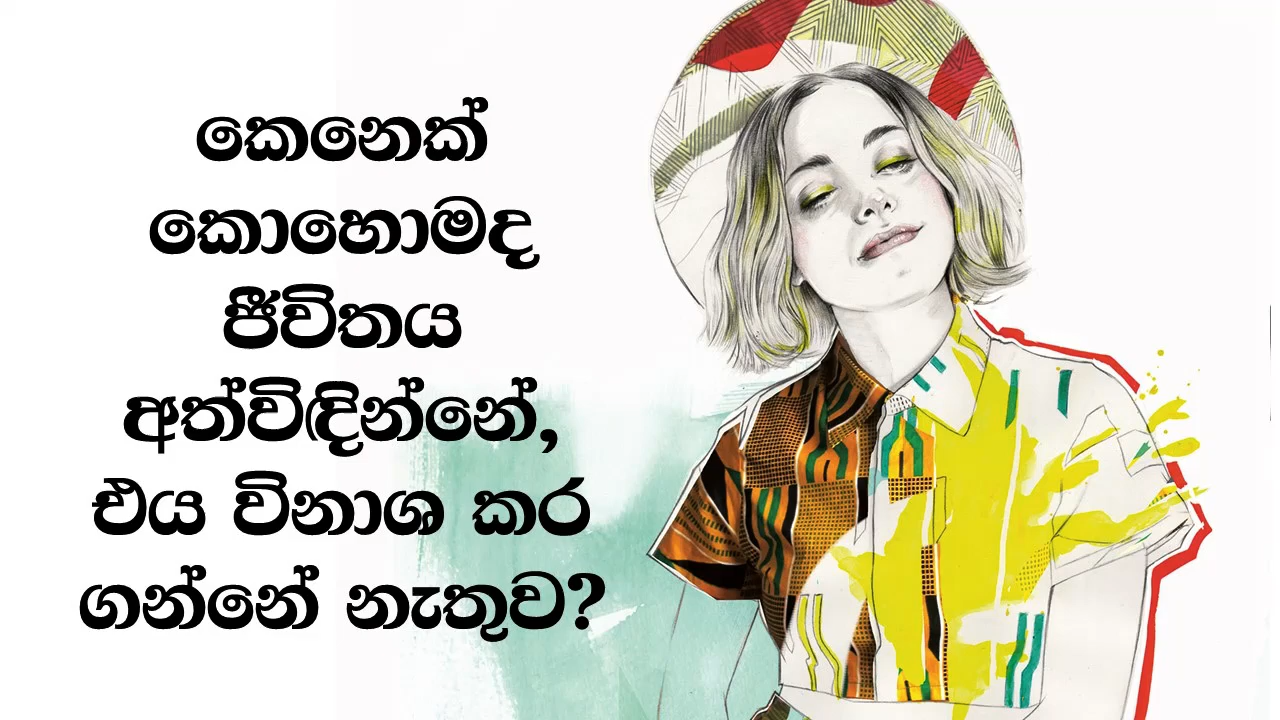 කෙනෙක්
කොහොමද
ජීවිතය
අත්විඳින්නේ,
එය විනාශ කර
ගන්නේ නැතුව?